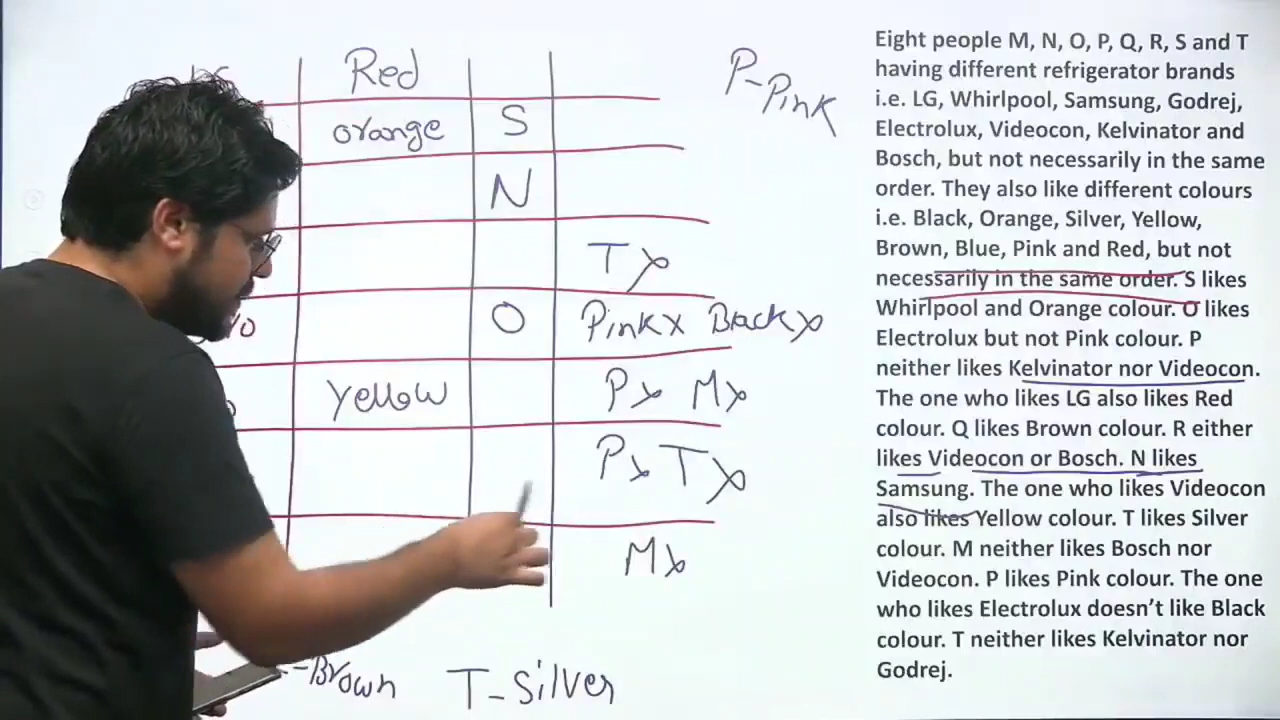 Red
P-Pink
orange S
N
T x
O Pink x Black x
yellow P x M x
P x T x
M x
-Brown T-Silver
Eight people M, N, O, P, Q, R, S and T
having different refrigerator brands
i.e. LG, Whirlpool, Samsung, Godrej,
Electrolux, Videocon, Kelvinator and
Bosch, but not necessarily in the same
order. They also like different colours
i.e. Black, Orange, Silver, Yellow,
Brown, Blue, Pink and Red, but not
necessarily in the same order. S likes
Whirlpool and Orange colour. O likes
Electrolux but not Pink colour. P
neither likes Kelvinator nor Videocon.
The one who likes LG also likes Red
colour. Q likes Brown colour. R either
likes Videocon or Bosch. N likes
Samsung. The one who likes Videocon
also likes Yellow colour. T likes Silver
colour. M neither likes Bosch nor
Videocon. P likes Pink colour. The one
who likes Electrolux doesn't like Black
colour. T neither likes Kelvinator nor
Godrej.